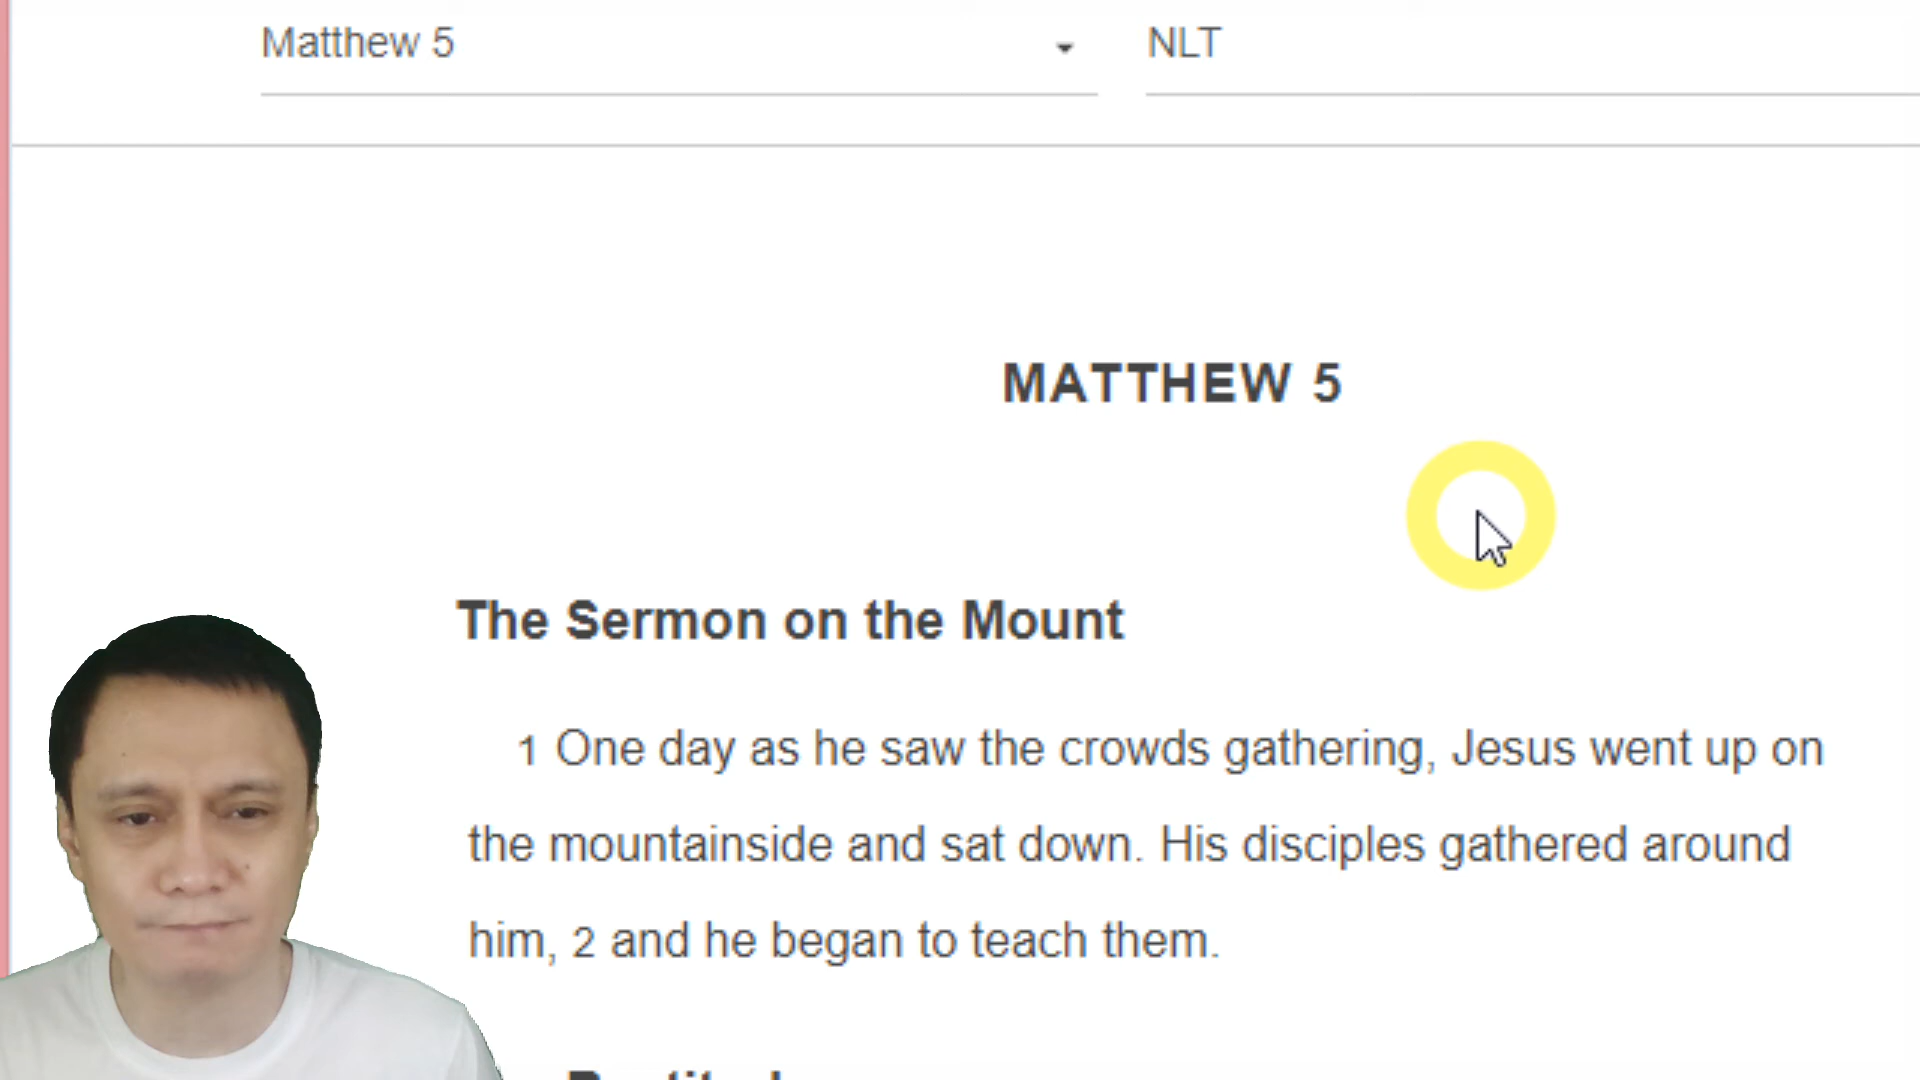 Matthew 5 NLT
MATTHEW 5
The Sermon on the Mount
1 One day as he saw the crowds gathering, Jesus went up on
the mountainside and sat down. His disciples gathered around
him, 2 and he began to teach them.